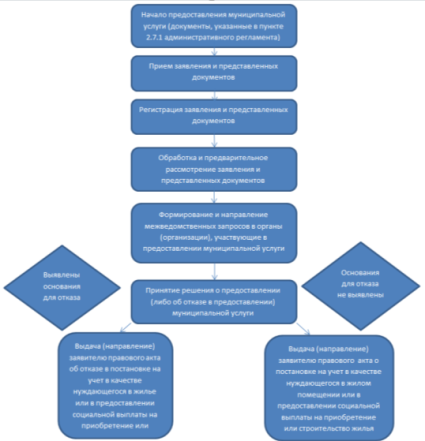 Начало предоставления муниципальной
услуги (документы, указанные в пункте
2.7.1 административного регламента)
Прием заявления и представленных
документов
Регистрация заявления и представленных
документов
Обработка и предварительное
рассмотрение заявления и
представленных документов
Формирование и направление
межведомственных запросов в органы
(организации), участвующие в
предоставлении муниципальной услуги
Выявлены
основания
для отказа
Принятие решения о предоставлении
(либо об отказе в предоставлении)
муниципальной услуги
Основания
для отказа
не выявлены
Выдача (направление)
заявителю правового акта
об отказе в постановке на
учет в качестве
нуждающегося в жилье
или в предоставлении
социальной выплаты на
приобретение или
Выдача (направление)
заявителю правового акта о
постановке на учет в качестве
нуждающегося в жилом
помещении или в
предоставлении социальной
выплаты на приобретение
или строительство жилья